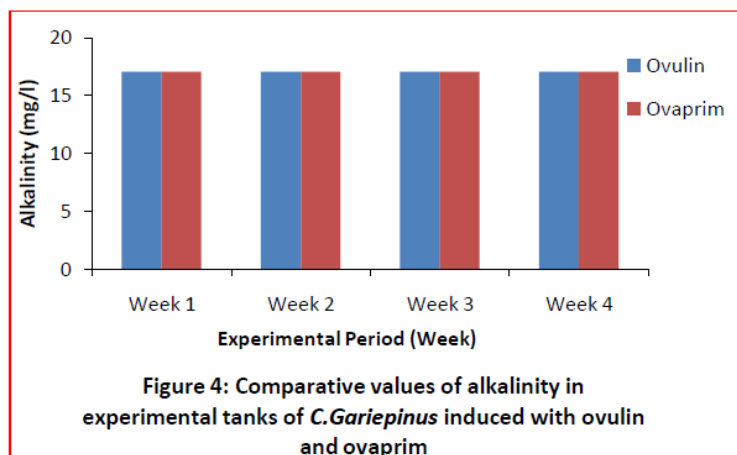 20
15
10
5
0
Alkalinity (mg/l)
Ovulin
Ovaprim
Week 1 Week 2 Week 3 Week 4
Experimental Period (Week)
Figure 4: Comparative values of alkalinity in
experimental tanks of C.Gariepinus induced with ovulin
and ovaprim